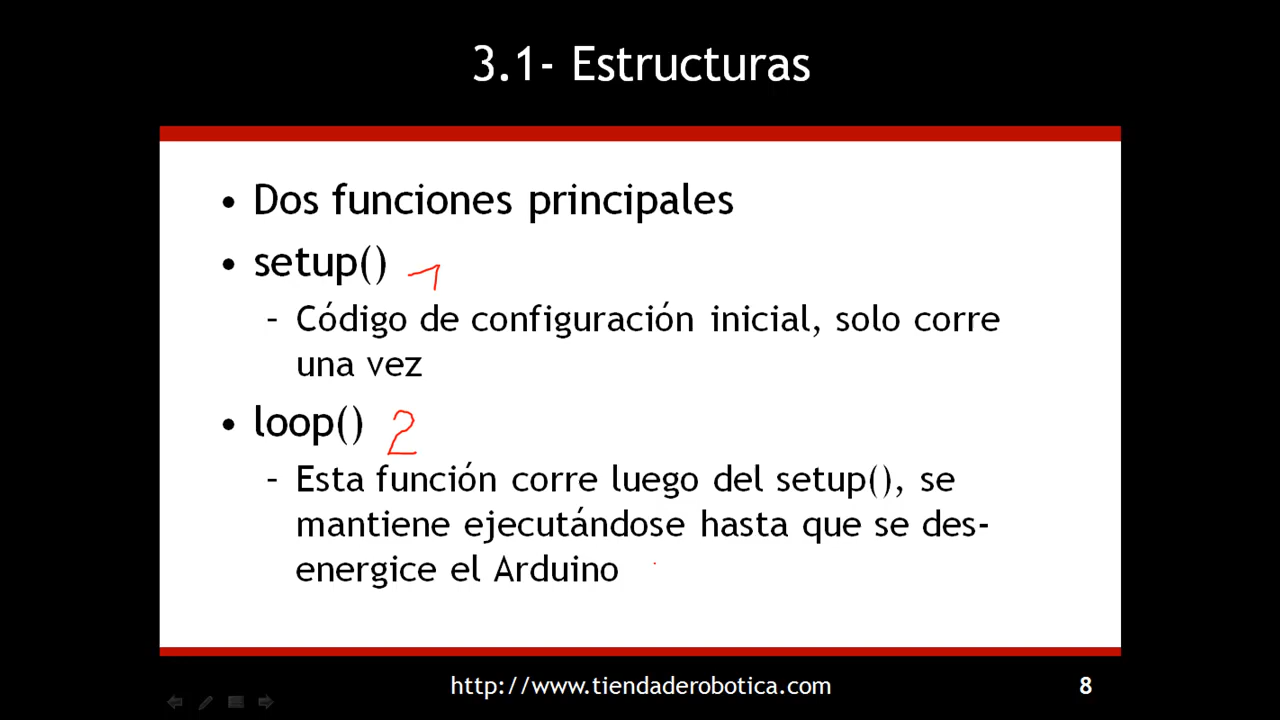 3.1- Estructuras
• Dos funciones principales
• setup() 1
- Código de configuración inicial, solo corre
una vez
• loop() 2
- Esta función corre luego del setup(), se
mantiene ejecutándose hasta que se des-
energice el Arduino
http://www.tiendaderobotica.com 8